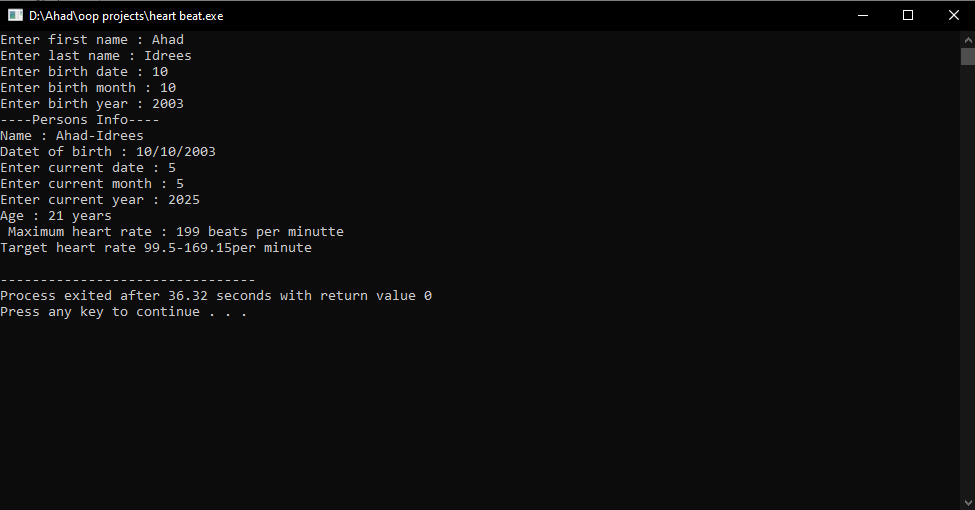 D:\Ahad\oop projects\heart beat.exe
Enter first name : Ahad
Enter last name : Idrees
Enter birth date : 10
Enter birth month : 10
Enter birth year : 2003
----Persons Info----
Name : Ahad-Idrees
Datet of birth : 10/10/2003
Enter current date : 5
Enter current month : 5
Enter current year : 2025
Age : 21 years
 Maximum heart rate : 199 beats per minutte
Target heart rate 99.5-169.15per minute
--------------------------------
Process exited after 36.32 seconds with return value 0
Press any key to continue . . .